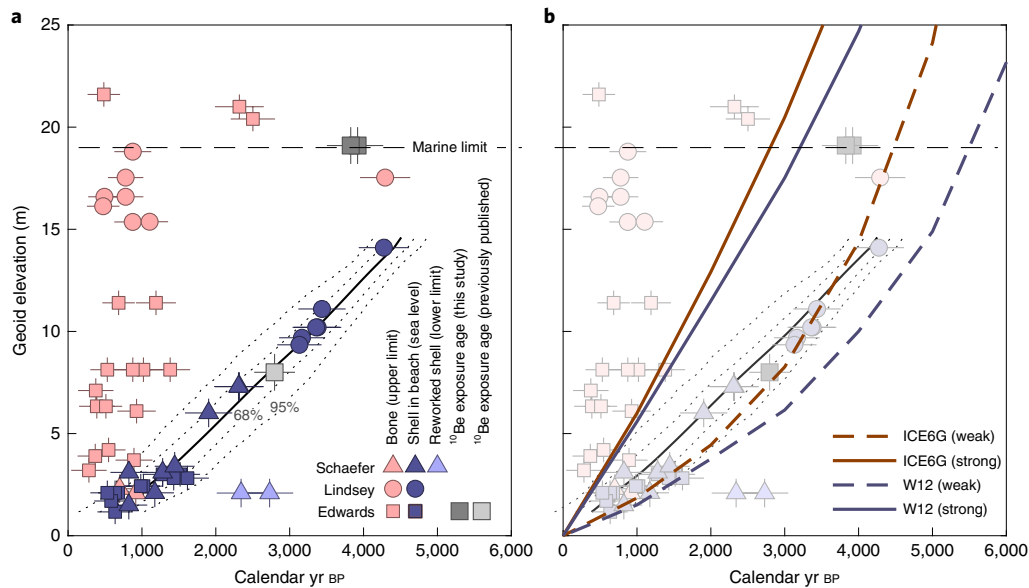 a
b
25
20
15
10
5
0
Geoid elevation (m)
Marine limit
68%
95%
Bone (upper limit)
Shell in beach (sea level)
Reworked shell (lower limit)
¹⁰Be exposure age (this study)
¹⁰Be exposure age (previously published)
Schaefer
Lindsey
Edwards
0 1,000 2,000 3,000 4,000 5,000 6,000
Calendar yr BP
ICE6G (weak)
ICE6G (strong)
W12 (weak)
W12 (strong)
0 1,000 2,000 3,000 4,000 5,000 6,000
Calendar yr BP